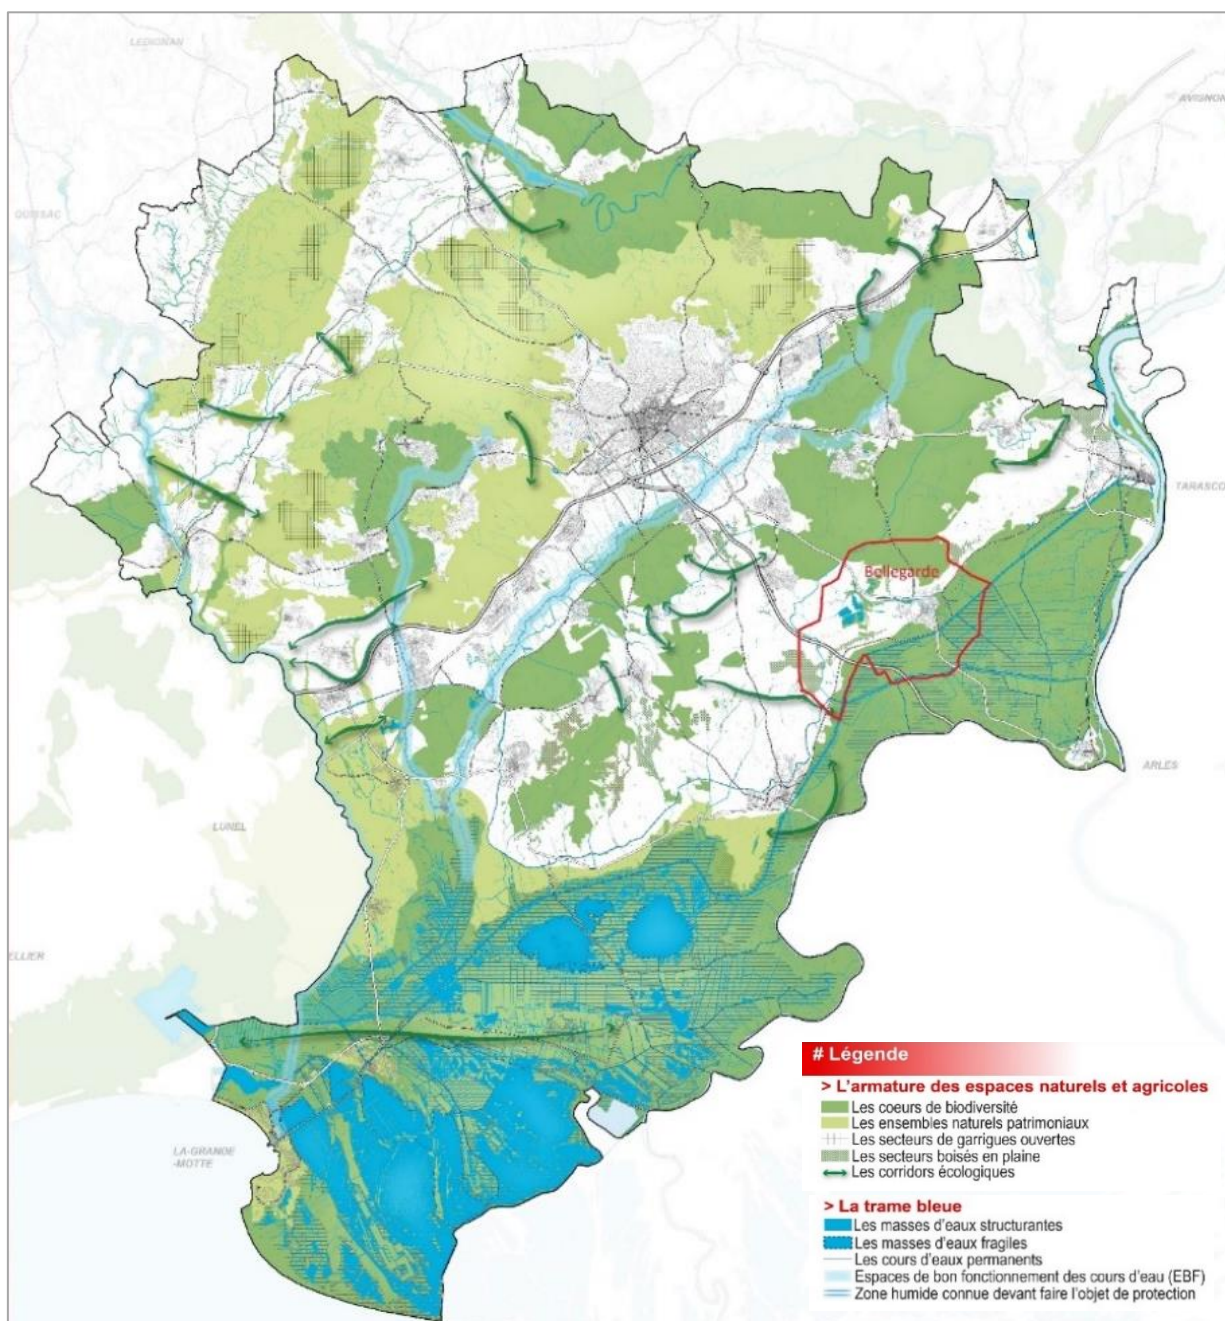 LEDIGNAN
AVIGNON
QUISSAC
TARASCO
Bellegarde
ARLES
LUNEL
ELLIER
LA-GRANDE
-MOTTE
# Légende
> L'armature des espaces naturels et agricoles
Les coeurs de biodiversité
Les ensembles naturels patrimoniaux
Les secteurs de garrigues ouvertes
Les secteurs boisés en plaine
Les corridors écologiques
> La trame bleue
Les masses d'eaux structurantes
Les masses d'eaux fragiles
Les cours d'eaux permanents
Espaces de bon fonctionnement des cours d'eau (EBF)
Zone humide connue devant faire l'objet de protection